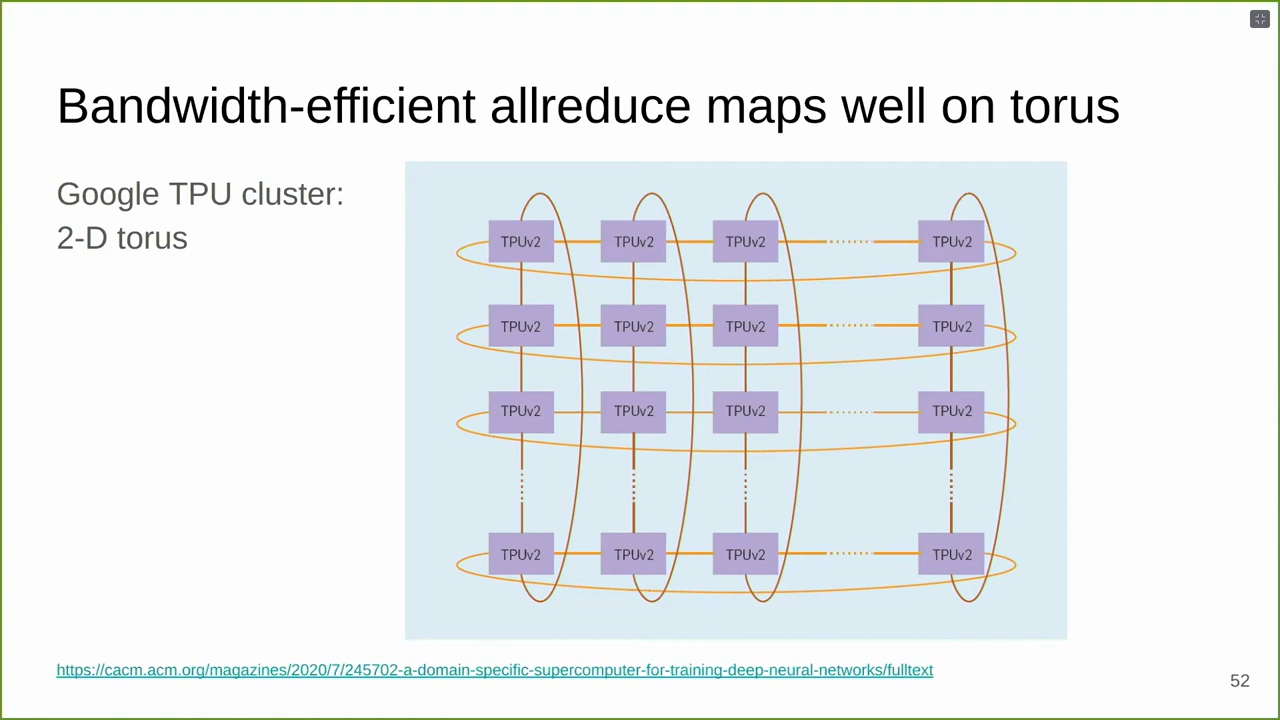 Bandwidth-efficient allreduce maps well on torus
Google TPU cluster:
2-D torus
TPUv2 TPUv2 TPUv2 TPUv2
TPUv2 TPUv2 TPUv2 TPUv2
TPUv2 TPUv2 TPUv2 TPUv2
TPUv2 TPUv2 TPUv2 TPUv2
https://cacm.acm.org/magazines/2020/7/245702-a-domain-specific-supercomputer-for-training-deep-neural-networks/fulltext
52